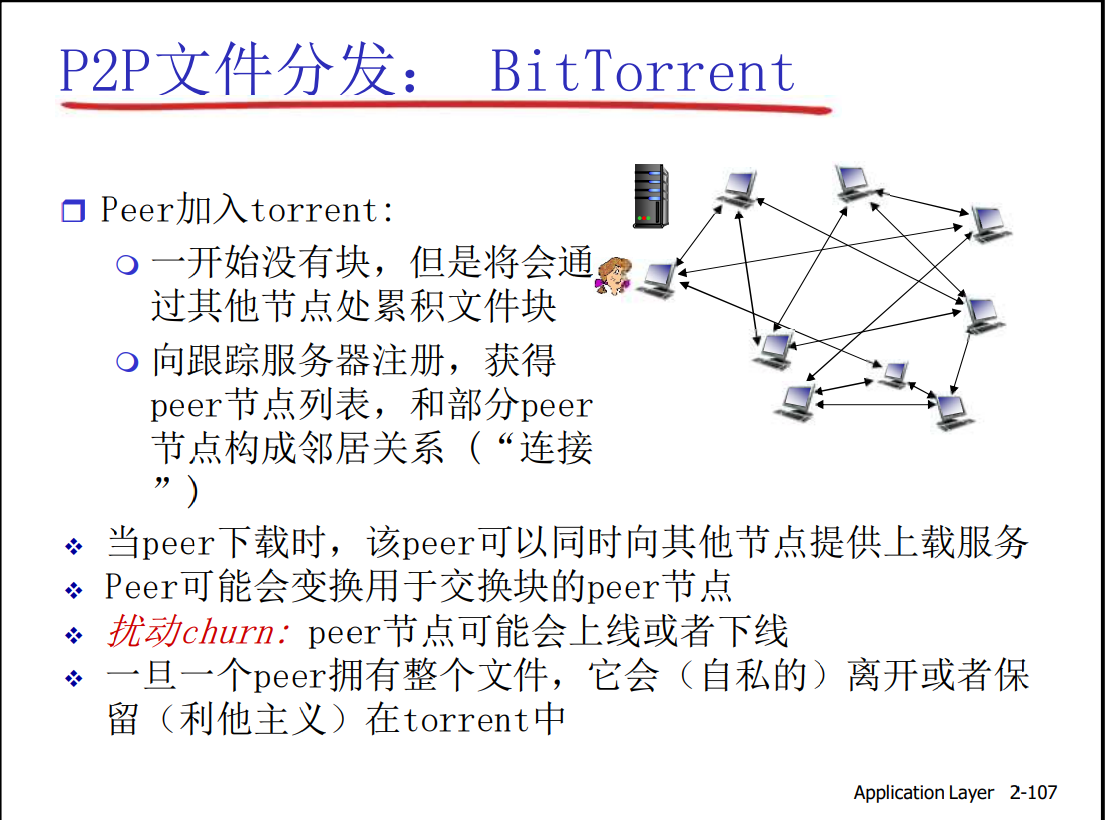 P2P文件分发： BitTorrent
Peer加入torrent:
一开始没有块，但是将会通
过其他节点处累积文件块
向跟踪服务器注册，获得
peer节点列表，和部分peer
节点构成邻居关系 (“连接
”)
当peer下载时，该peer可以同时向其他节点提供上载服务
Peer可能会变换用于交换块的peer节点
扰动churn: peer节点可能会上线或者下线
一旦一个peer拥有整个文件，它会（自私的）离开或者保
留（利他主义）在torrent中
Application Layer 2-107